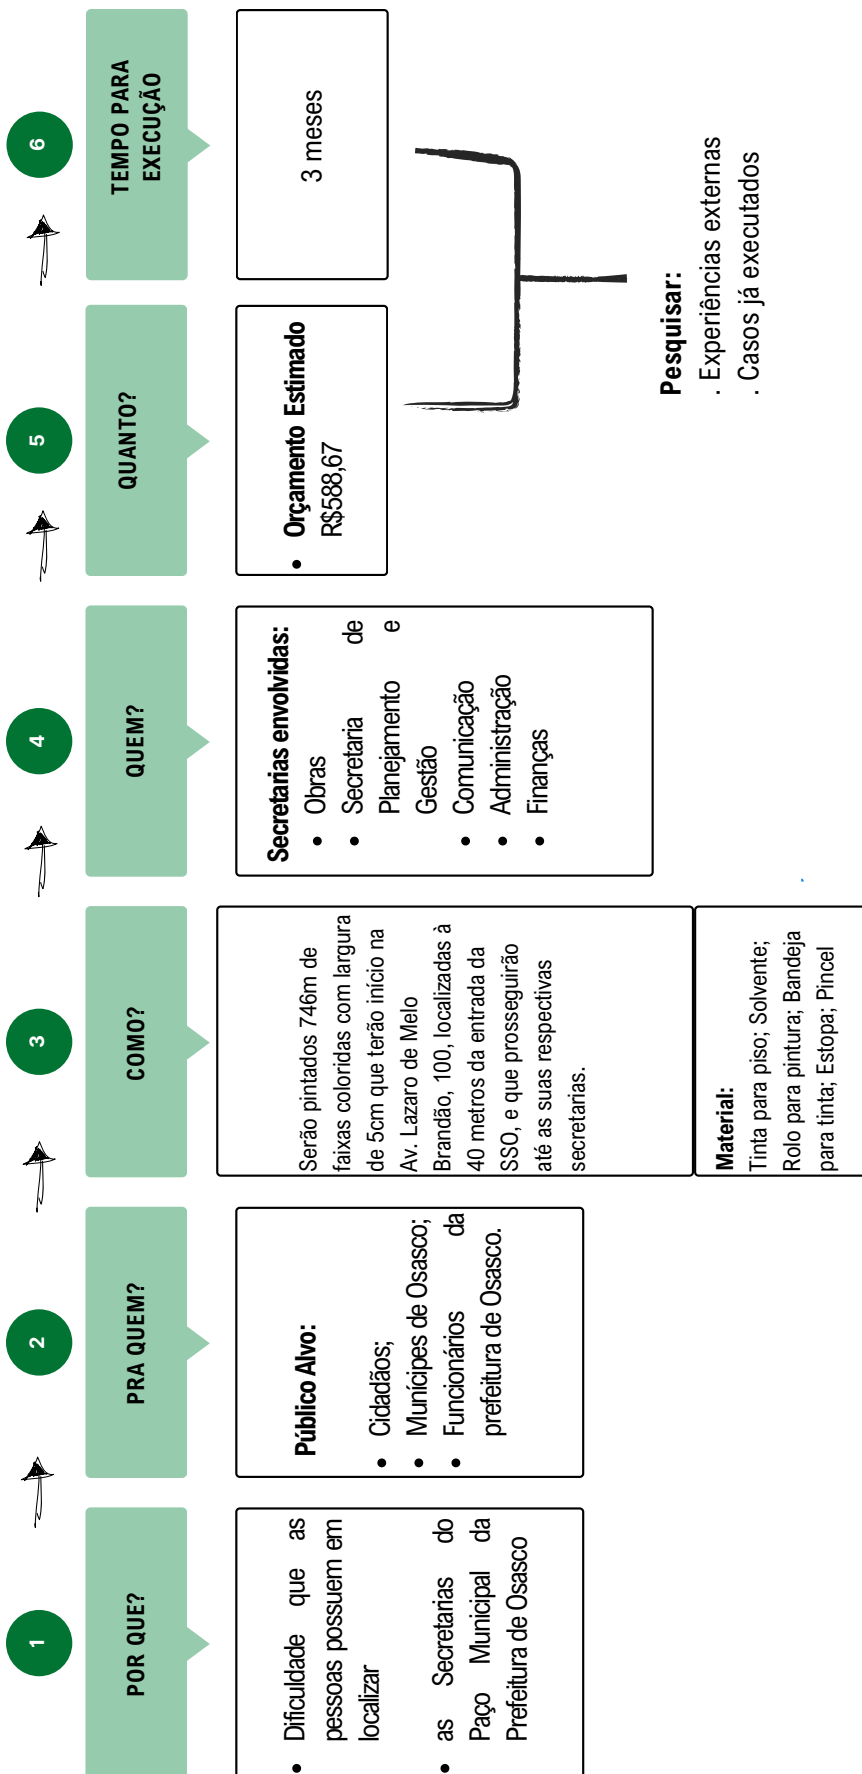 1
POR QUE?
• Dificuldade que as
pessoas possuem em
localizar
• as Secretarias do
Paço Municipal da
Prefeitura de Osasco
2
PRA QUEM?
Público Alvo:
• Cidadãos;
• Munícipes de Osasco;
• Funcionários da
prefeitura de Osasco.
3
COMO?
Serão pintados 746m de
faixas coloridas com largura
de 5cm que terão início na
Av. Lazaro de Melo
Brandão, 100, localizadas à
40 metros da entrada da
SSO, e que prosseguirão
até as suas respectivas
secretarias.
Material:
Tinta para piso; Solvente;
Rolo para pintura; Bandeja
para tinta; Estopa; Pincel
4
QUEM?
Secretarias envolvidas:
• Obras
• Secretaria de
Planejamento e
Gestão
• Comunicação
• Administração
• Finanças
5
QUANTO?
• Orçamento Estimado
R$588,67
6
TEMPO PARA
EXECUÇÃO
3 meses
Pesquisar:
. Experiências externas
. Casos já executados